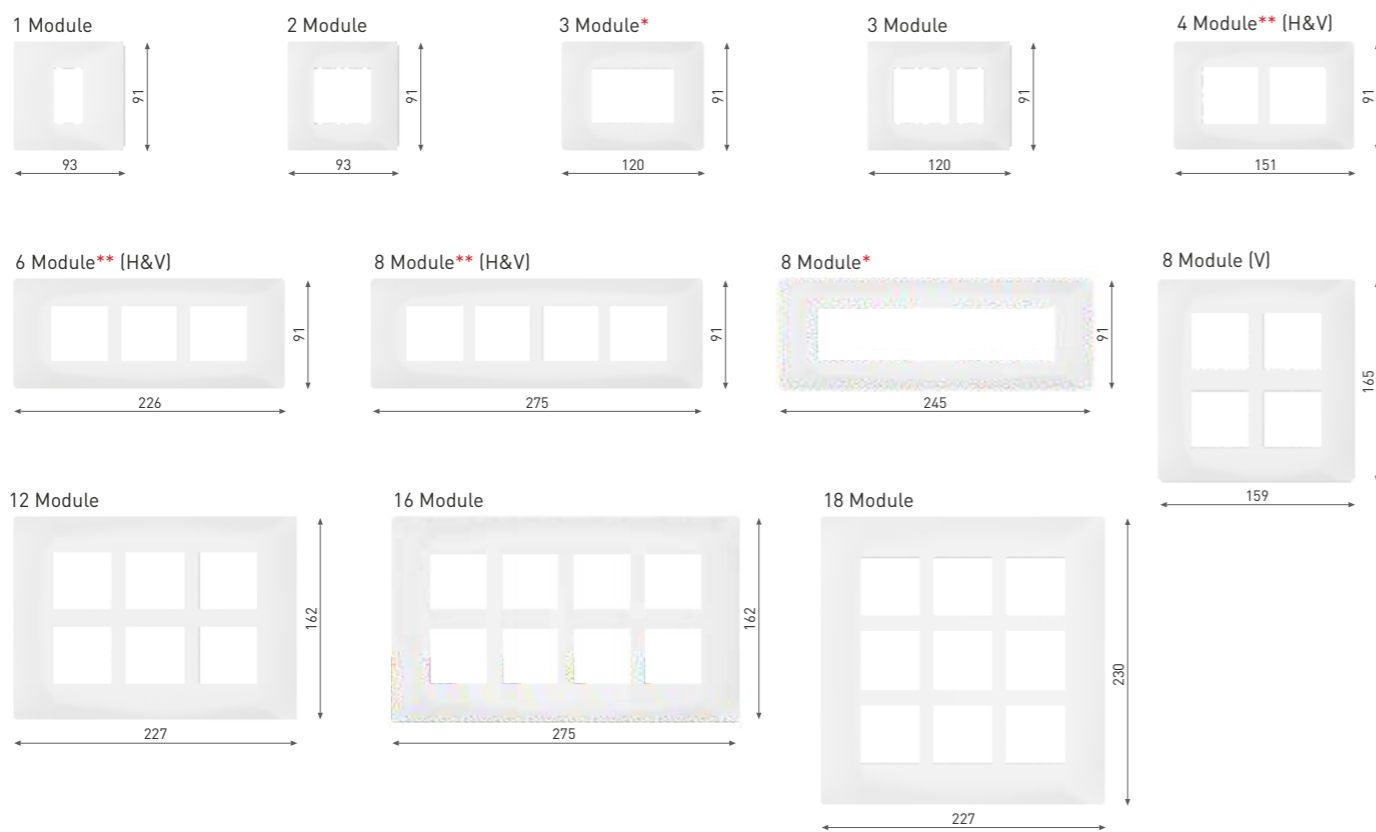 1 Module
2 Module
3 Module*
3 Module
4 Module** (H&V)
91
91
91
91
91
93
93
120
120
151
6 Module** (H&V)
8 Module** (H&V)
8 Module*
8 Module (V)
91
91
91
165
226
275
245
159
12 Module
16 Module
18 Module
162
162
230
227
275
227